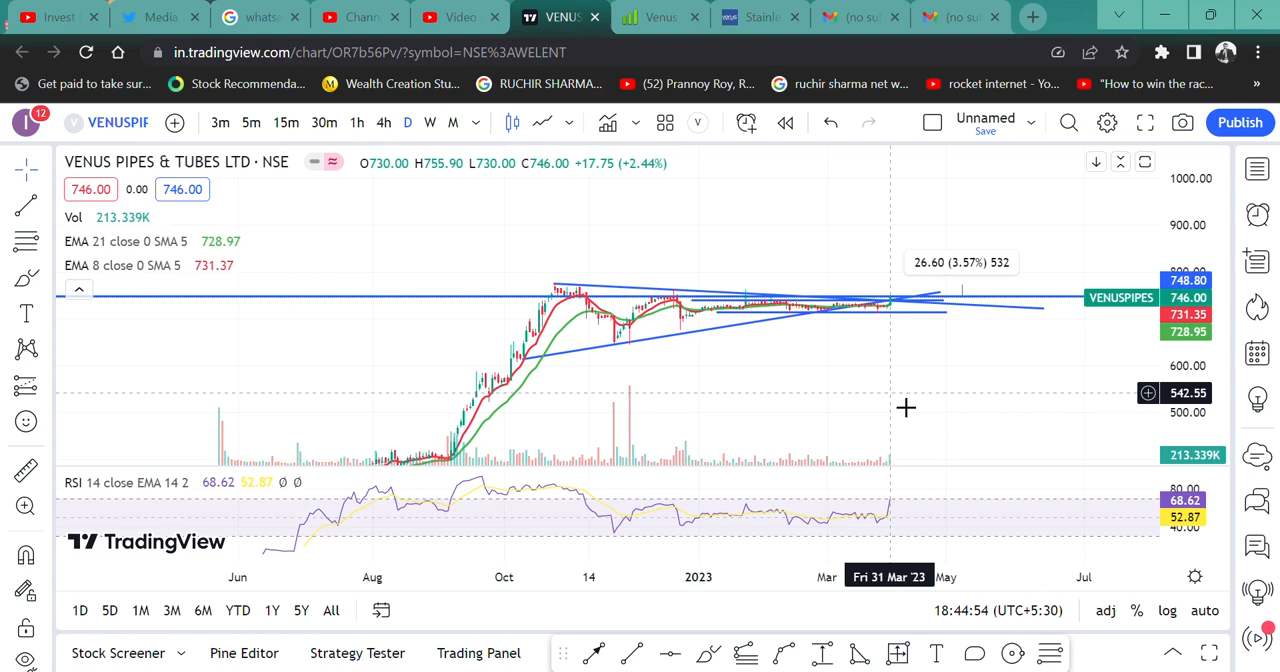 Invest
Media
whatsa
Chann
Video
VENUS
Venus
Stainle
(no sul
(no sul
in.tradingview.com/chart/OR7b56Pv/?symbol=NSE%3AWELENT
Get paid to take sur...
Stock Recommenda...
Wealth Creation Stu...
RUCHIR SHARMA...
(52) Prannoy Roy, R...
ruchir sharma net w...
rocket internet - Yo...
"How to win the rac...
»
I 12
V VENUSPIF
3m 5m 15m 30m 1h 4h D W M
V
Unnamed
Save
Publish
VENUS PIPES & TUBES LTD · NSE
O730.00 H755.90 L730.00 C746.00 +17.75 (+2.44%)
746.00 0.00 746.00
Vol 213.339K
EMA 21 close 0 SMA 5 728.97
EMA 8 close 0 SMA 5 731.37
26.60 (3.57%) 532
1000.00
900.00
748.80
VENUSPIPES 746.00
731.35
728.95
600.00
542.55
500.00
213.339K
RSI 14 close EMA 14 2 68.62 52.87 Ø Ø
80.00
68.62
52.87
40.00
TradingView
Jun Aug Oct 14 2023 Mar Fri 31 Mar '23 May Jul
1D 5D 1M 3M 6M YTD 1Y 5Y All
18:44:54 (UTC+5:30)
adj % log auto
Stock Screener
Pine Editor
Strategy Tester
Trading Panel